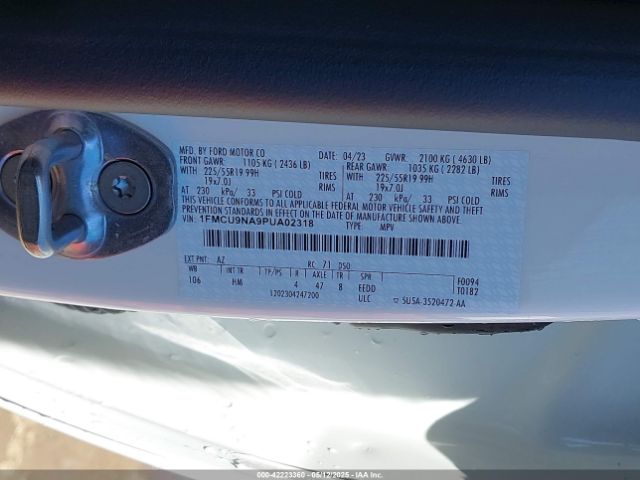 MFD. BY FORD MOTOR CO
DATE: 04/23 GVWR: 2100 KG ( 4630 LB)
FRONT GAWR: 1105 KG ( 2436 LB)
REAR GAWR: 1035 KG ( 2282 LB)
WITH 225/55R19 99H TIRES
WITH 225/55R19 99H TIRES
19x7.0J RIMS
19x7.0J RIMS
AT 230 kPa/ 33 PSI COLD
AT 230 kPa/ 33 PSI COLD
THIS VEHICLE CONFORMS TO ALL APPLICABLE FEDERAL MOTOR VEHICLE SAFETY AND THEFT
PREVENTION STANDARDS IN EFFECT ON THE DATE OF MANUFACTURE SHOWN ABOVE.
VIN: 1FMCU9NA9PUA02318 TYPE: MPV
EXT PNT: AZ RC: 71 DSO:
WB INT TR TP/PS R AXLE TR SPR F0094
106 HM 4 47 8 EEDD T0182
1202304247200 ULC 5U5A-3520472-AA
000-42223360 - 05/12/2025 - IAAC